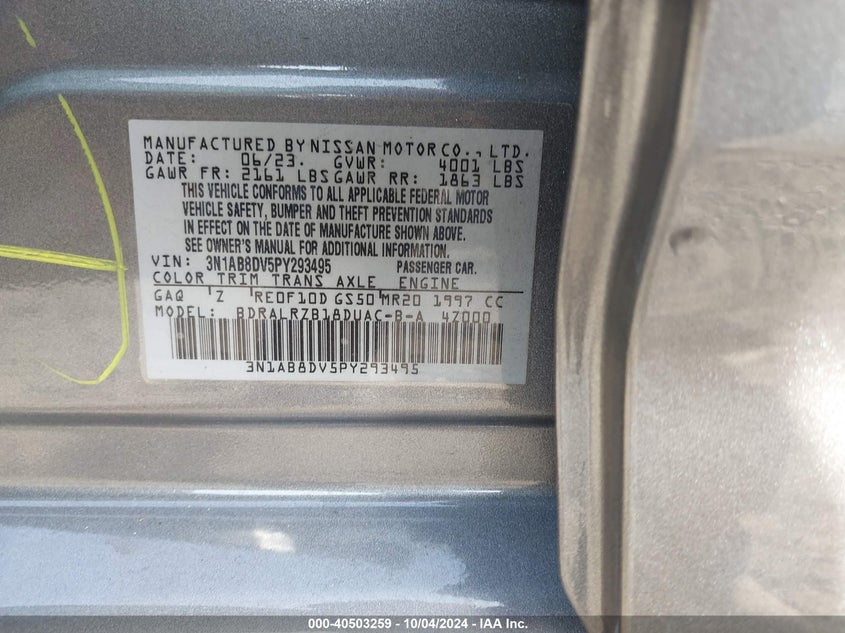 MANUFACTURED BY NISSAN MOTOR CO., LTD.
DATE: 06/23. GVWR: 4001 LBS
GAWR FR: 2161 LBS GAWR RR: 1863 LBS
THIS VEHICLE CONFORMS TO ALL APPLICABLE FEDERAL MOTOR
VEHICLE SAFETY, BUMPER AND THEFT PREVENTION STANDARDS
IN EFFECT ON THE DATE OF MANUFACTURE SHOWN ABOVE.
SEE OWNER'S MANUAL FOR ADDITIONAL INFORMATION.
VIN: 3N1AB8DV5PY293495 PASSENGER CAR.
COLOR TRIM TRANS AXLE ENGINE
GAQ Z RE0F10D GS50 MR20 1997 CC
MODEL: BDRALRZB18DUAC-B-A 4Z000
3N1AB8DV5PY293495
000-40503259 - 10/04/2024 - IAA Inc.